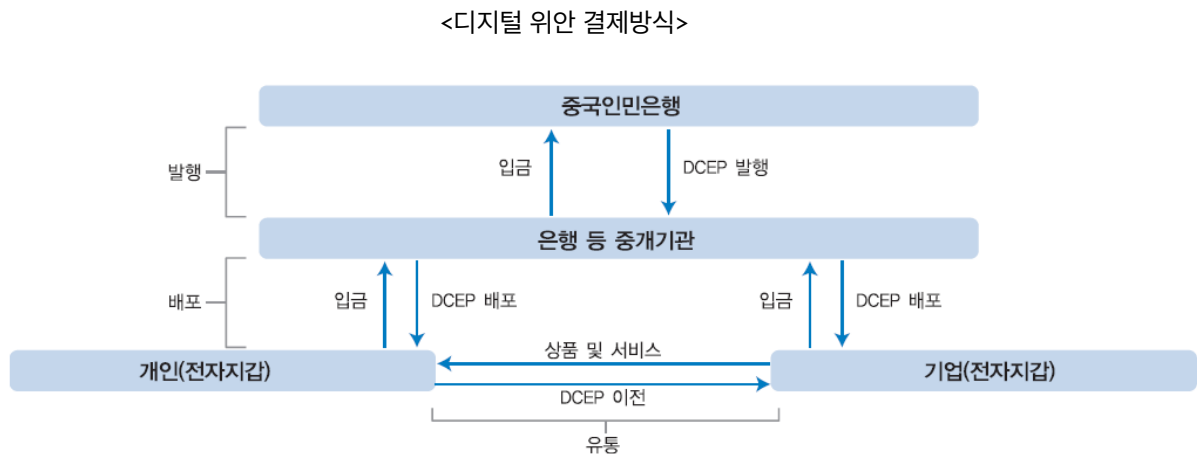 <디지털 위안 결제방식>
중국인민은행
발행
입금
DCEP 발행
은행 등 중개기관
배포
입금
DCEP 배포
입금
DCEP 배포
상품 및 서비스
개인(전자지갑)
기업(전자지갑)
DCEP 이전
유통